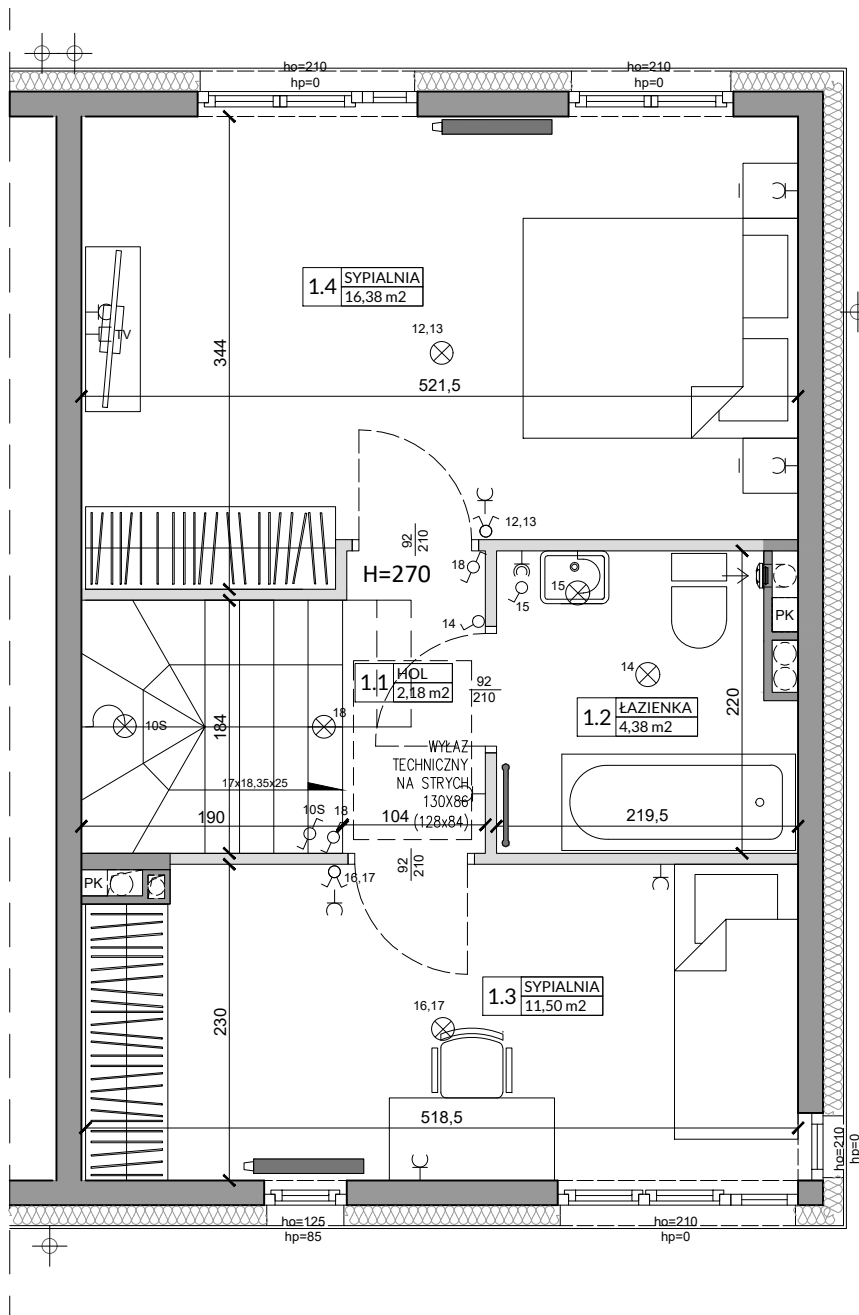 ho=210
hp=0
ho=210
hp=0
1.4
SYPIALNIA
16,38 m2
TV
344
12,13
521,5
12,13
92
210
18
H=270
15
15
PK
14
1.1
HOL
2,18 m2
92
210
14
1.2
ŁAZIENKA
4,38 m2
220
10S
184
18
WYŁAZ
TECHNICZNY
NA STRYCH
130X86
(128x84)
17x18,35x25
190
10S
18
104
219,5
92
210
PK
16,17
1.3
SYPIALNIA
11,50 m2
230
16,17
518,5
ho=210
hp=0
ho=125
hp=85
ho=210
hp=0